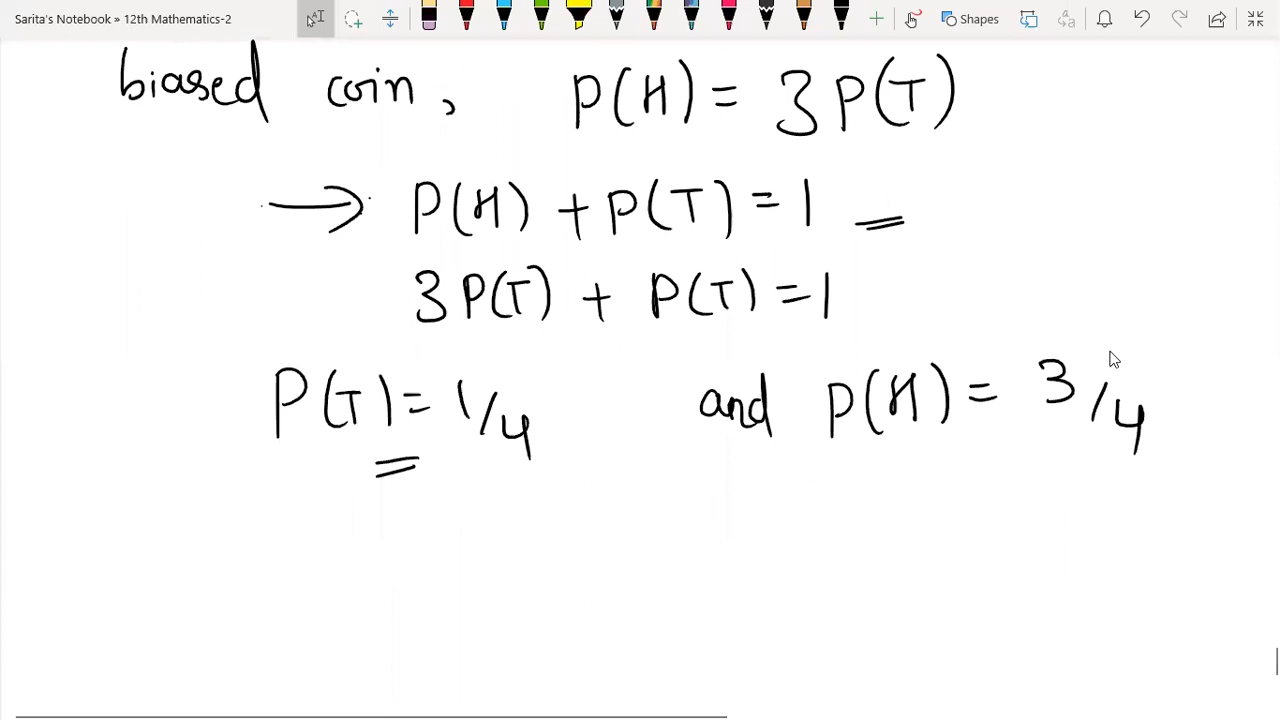 Sarita's Notebook » 12th Mathematics-2
Shapes
biased coin, P(H) = 3P(T)
→ P(H) + P(T) = 1
3P(T) + P(T) = 1
P(T) = 1/4 and P(H) = 3/4